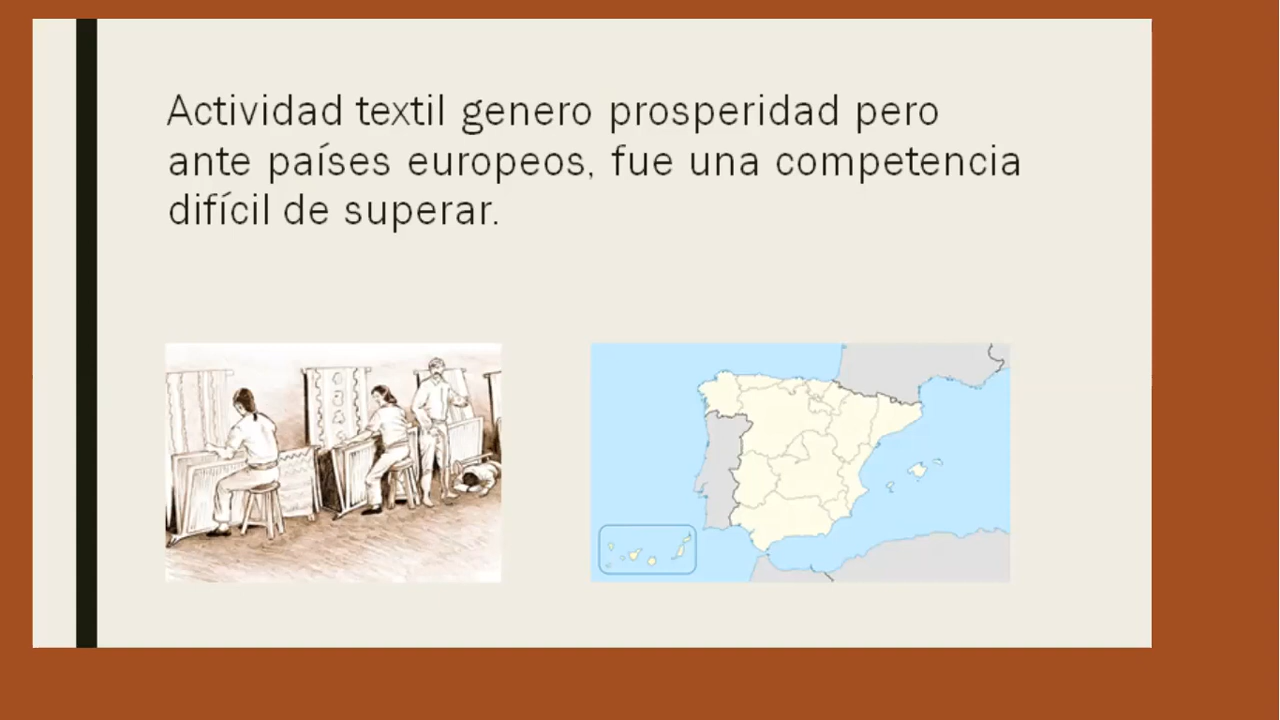 Actividad textil genero prosperidad pero
ante países europeos, fue una competencia
difícil de superar.